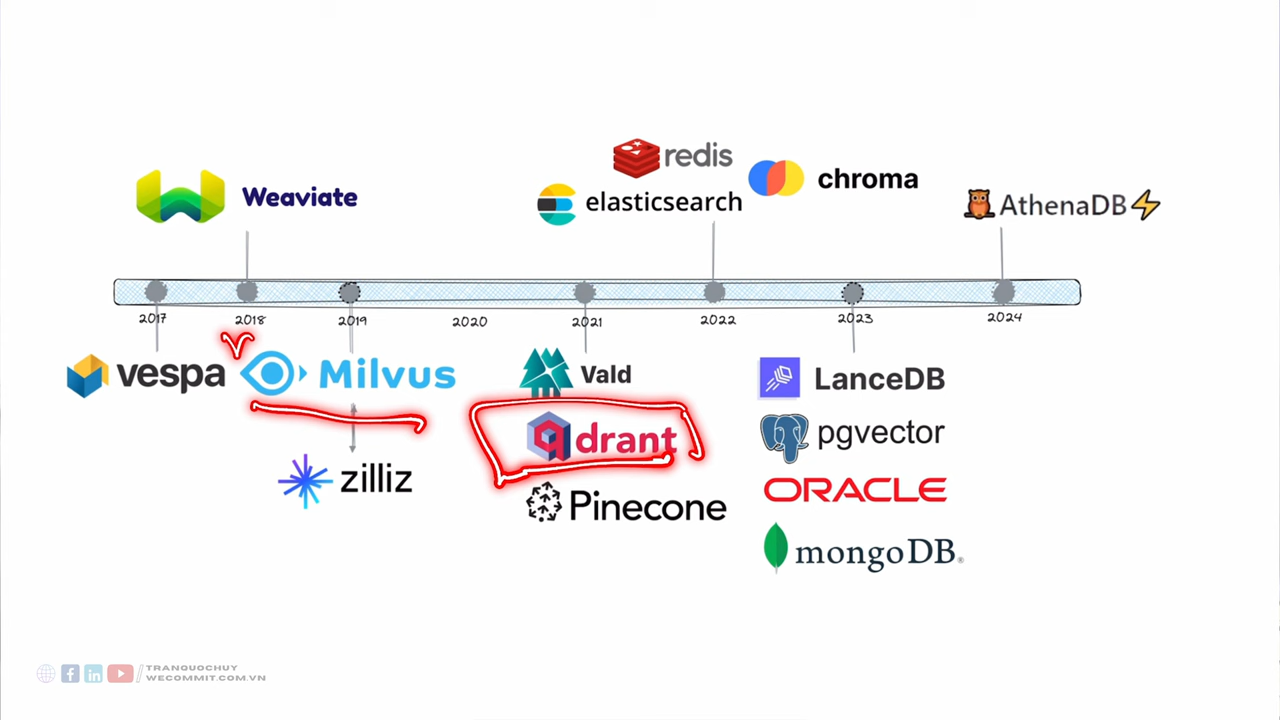 redis
chroma
Weaviate
elasticsearch
AthenaDB
2017
2018
2019
2020
2021
2022
2023
2024
vespa
Milvus
Vald
LanceDB
qdrant
pgvector
zilliz
Pinecone
ORACLE
mongoDB®
TRANQUOCHUY
WECOMMIT.COM.VN